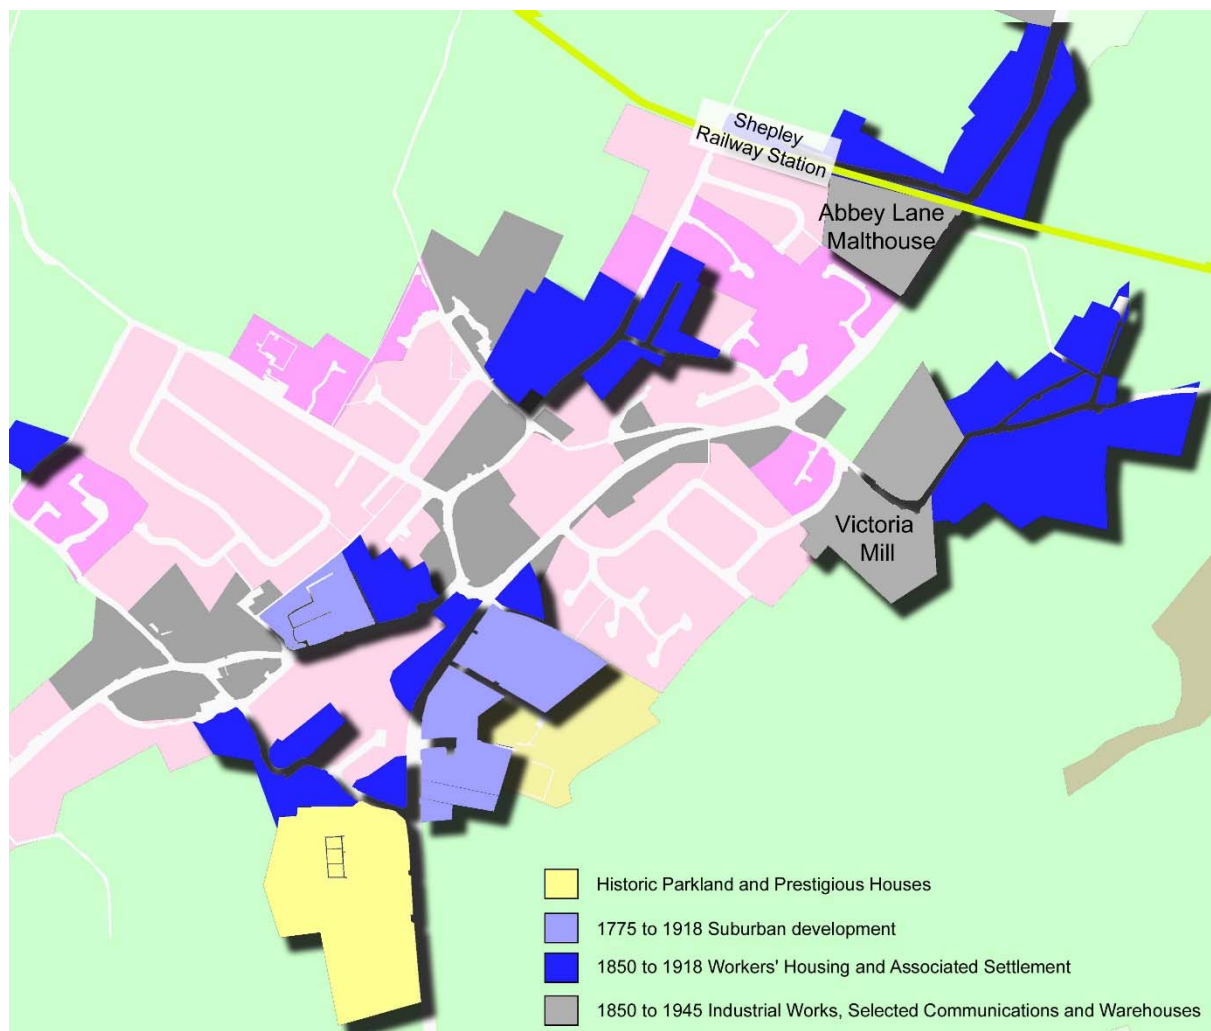 Shepley
Railway Station
Abbey Lane
Malthouse
Victoria
Mill
Historic Parkland and Prestigious Houses
1775 to 1918 Suburban development
1850 to 1918 Workers' Housing and Associated Settlement
1850 to 1945 Industrial Works, Selected Communications and Warehouses